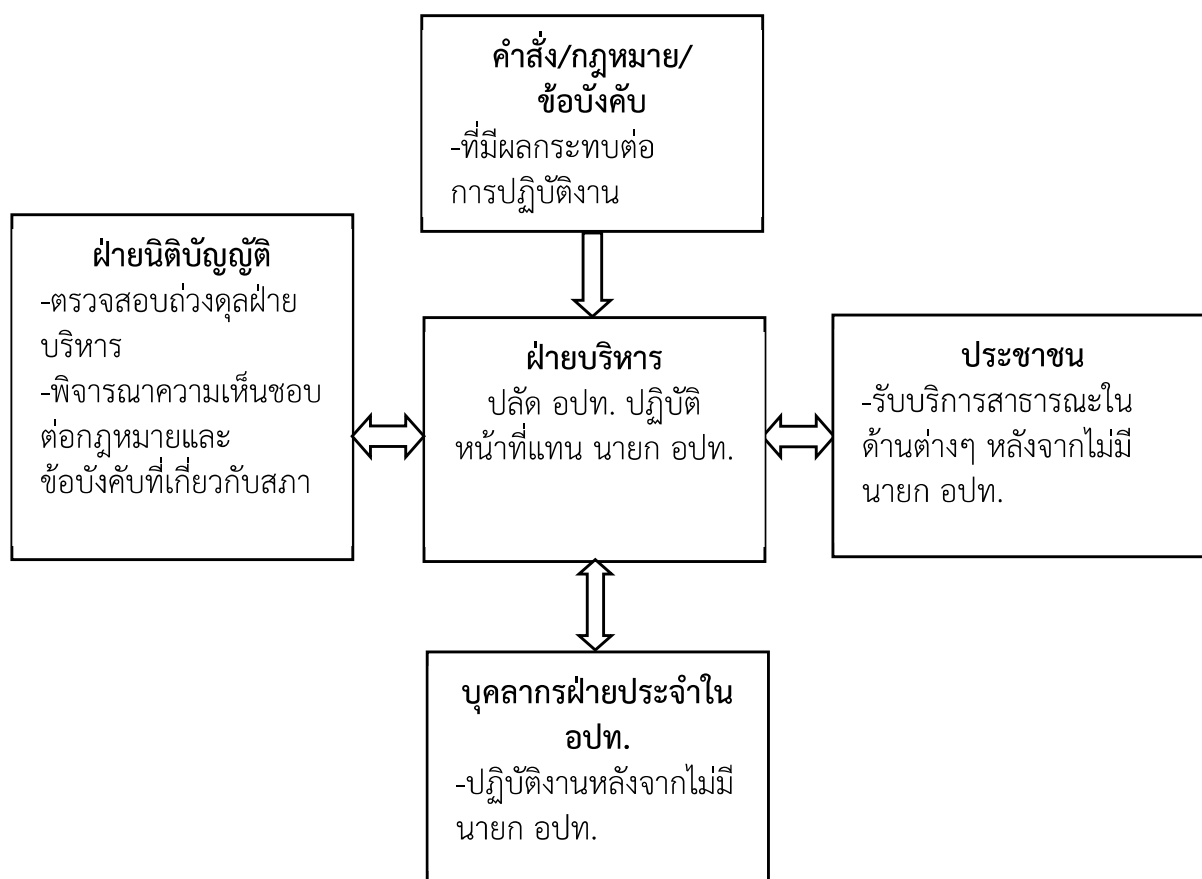 คำสั่ง/กฎหมาย/
ข้อบังคับ
-ที่มีผลกระทบต่อ
การปฏิบัติงาน
ฝ่ายนิติบัญญัติ
-ตรวจสอบถ่วงดุลฝ่าย
บริหาร
-พิจารณาความเห็นชอบ
ต่อกฎหมายและ
ข้อบังคับที่เกี่ยวกับสภา
ฝ่ายบริหาร
ปลัด อปท. ปฏิบัติ
หน้าที่แทน นายก อปท.
ประชาชน
-รับบริการสาธารณะใน
ด้านต่างๆ หลังจากไม่มี
นายก อปท.
บุคลากรฝ่ายประจำใน
อปท.
-ปฏิบัติงานหลังจากไม่มี
นายก อปท.